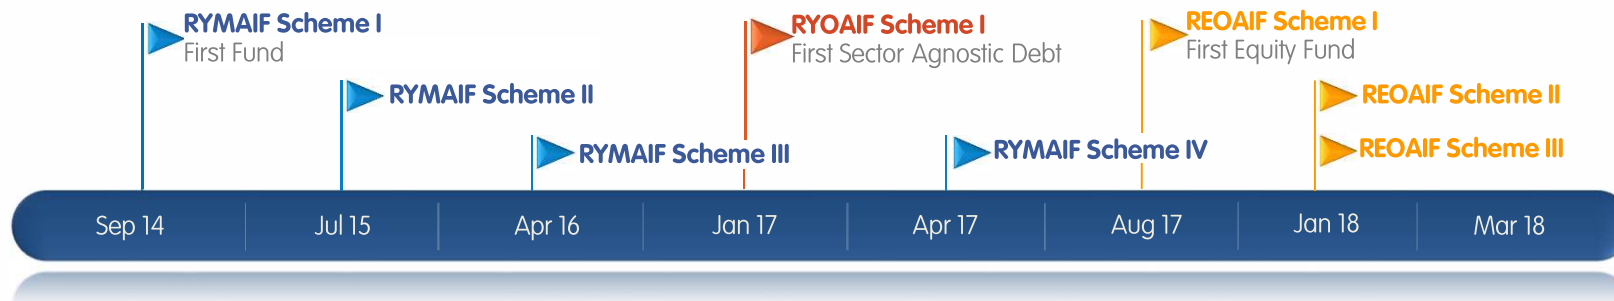 RYMAIF Scheme I
First Fund
RYMAIF Scheme II
RYMAIF Scheme III
RYOAIF Scheme I
First Sector Agnostic Debt
RYMAIF Scheme IV
REOAIF Scheme I
First Equity Fund
REOAIF Scheme II
REOAIF Scheme III
Sep 14
Jul 15
Apr 16
Jan 17
Apr 17
Aug 17
Jan 18
Mar 18